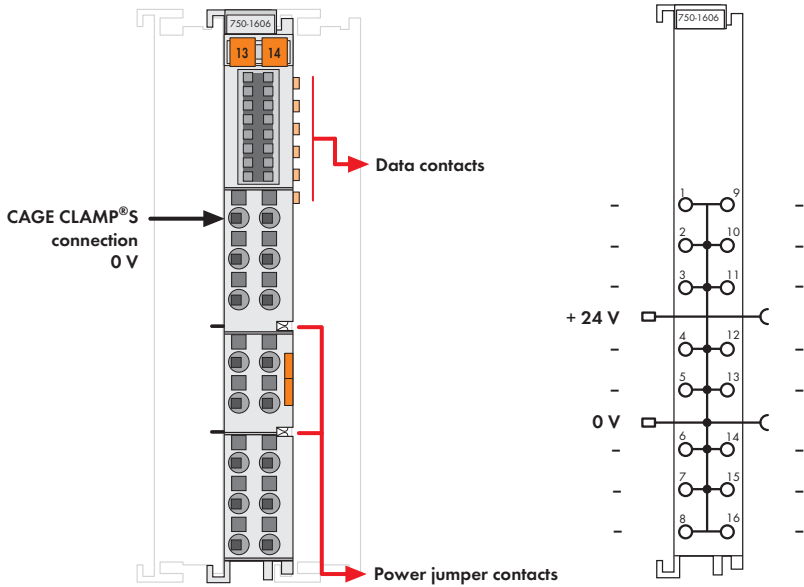 750-1606
13 14
Data contacts
CAGE CLAMP®S
connection
0 V
Power jumper contacts
750-1606
– 1 9 –
– 2 10 –
– 3 11 –
+ 24 V
– 4 12 –
– 5 13 –
0 V
– 6 14 –
– 7 15 –
– 8 16 –